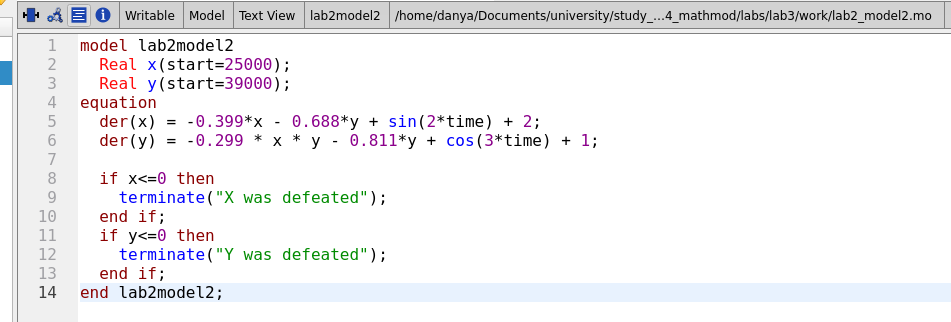 Writable Model Text View lab2model2 /home/danya/Documents/university/study_...4_mathmod/labs/lab3/work/lab2_model2.mo
1 model lab2model2
2   Real x(start=25000);
3   Real y(start=39000);
4 equation
5   der(x) = -0.399*x - 0.688*y + sin(2*time) + 2;
6   der(y) = -0.299 * x * y - 0.811*y + cos(3*time) + 1;
7
8   if x<=0 then
9     terminate("X was defeated");
10   end if;
11   if y<=0 then
12     terminate("Y was defeated");
13   end if;
14 end lab2model2;